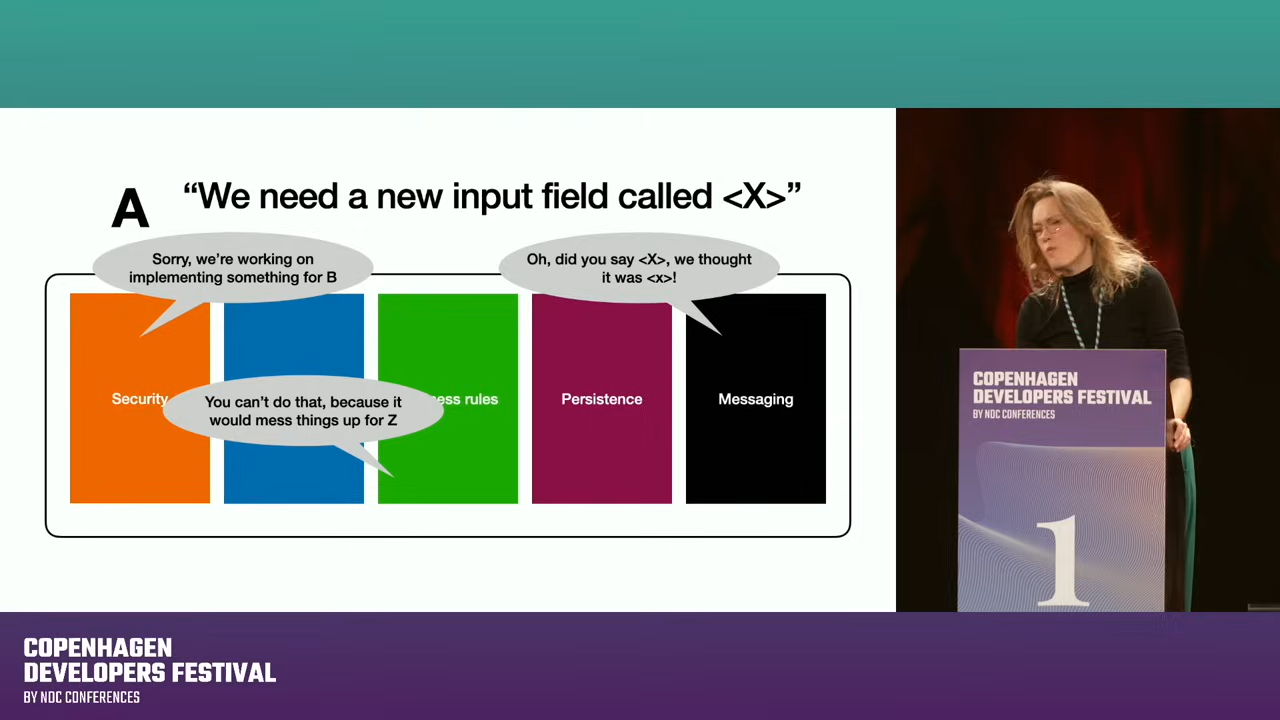 A
“We need a new input field called <X>”
Sorry, we’re working on
implementing something for B
Oh, did you say <X>, we thought
it was <x>!
Security
You can’t do that, because it
would mess things up for Z
ess rules
Persistence
Messaging
COPENHAGEN
DEVELOPERS FESTIVAL
BY NDC CONFERENCES
1
COPENHAGEN
DEVELOPERS FESTIVAL
BY NDC CONFERENCES